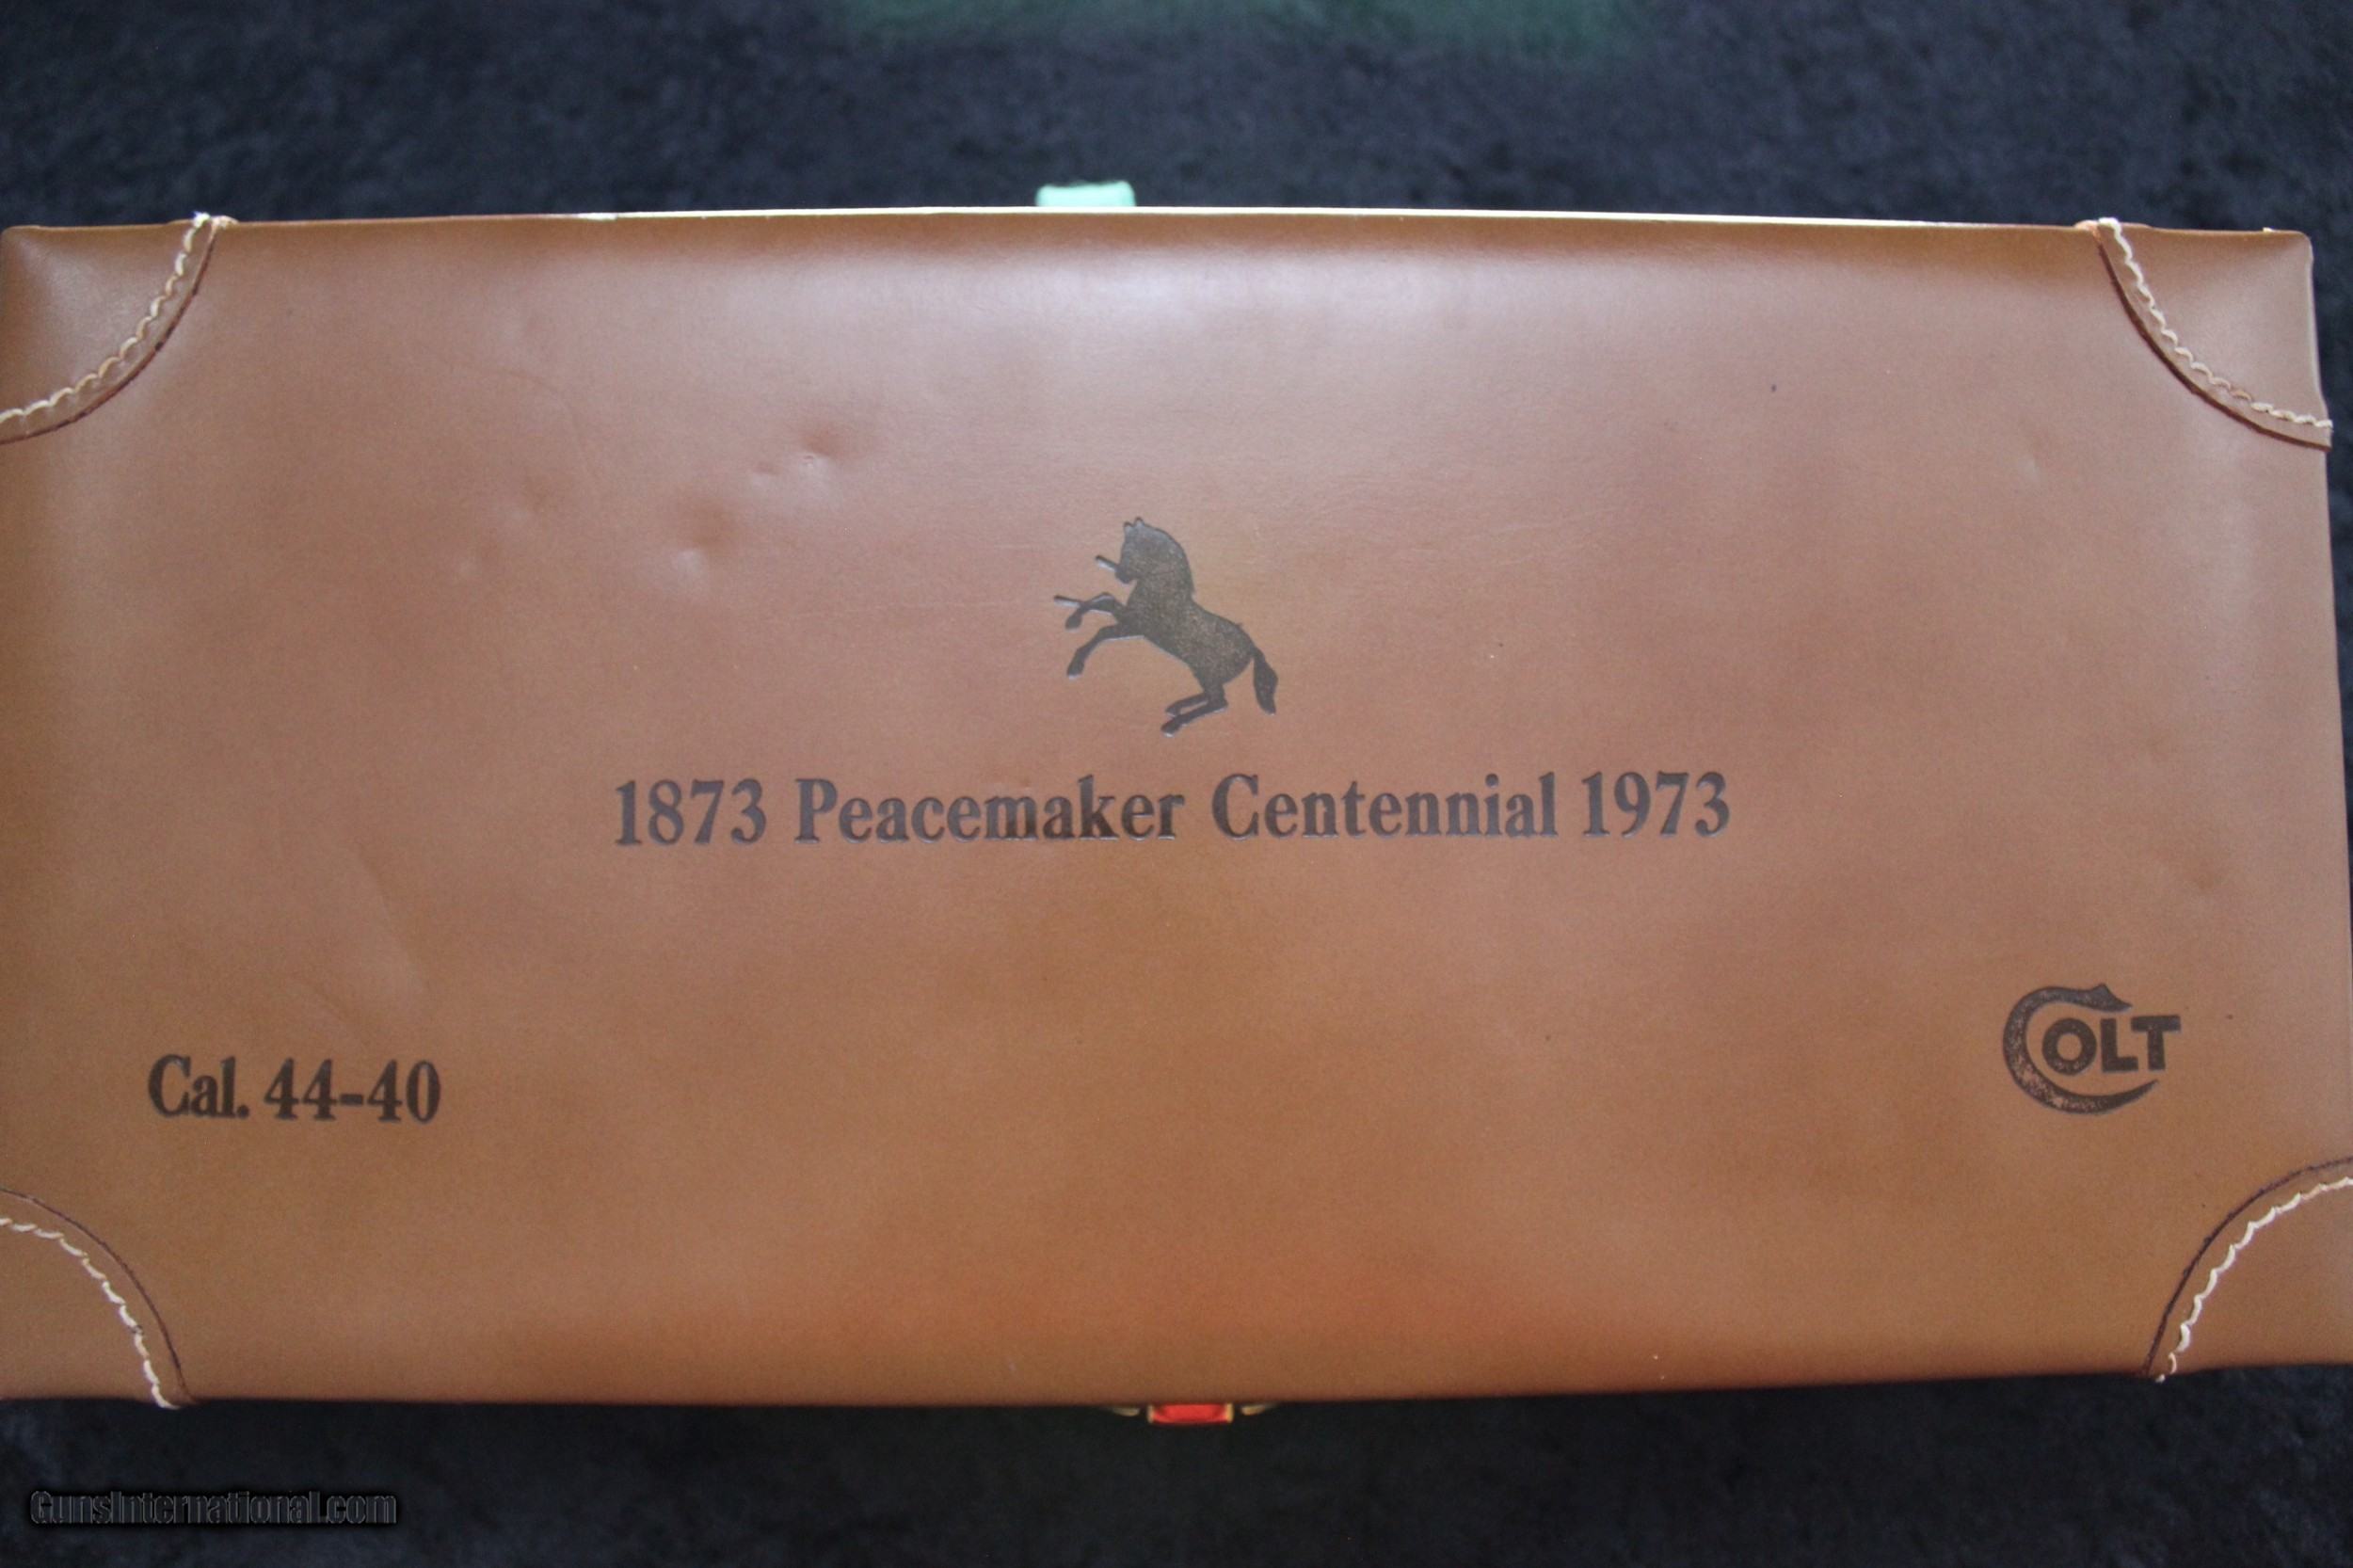 1873 Peacemaker Centennial 1973
Cal. 44-40
COLT
GunsInternational.com